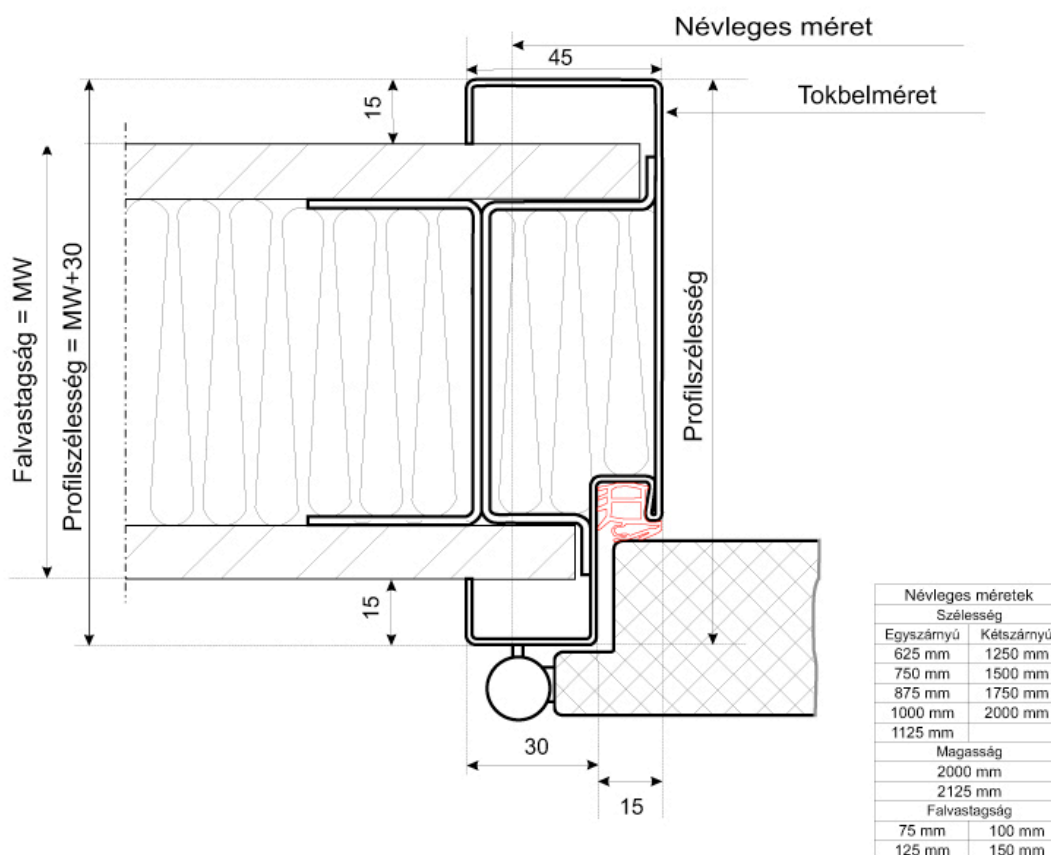 Névleges méret
45
Tokbelméret
15
Falvastagság = MW
Profilszélesség = MW+30
Profilszélesség
15
30
15
Névleges méretek
Szélesség
Egyszárnyú Kétszárnyú
625 mm 1250 mm
750 mm 1500 mm
875 mm 1750 mm
1000 mm 2000 mm
1125 mm
Magasság
2000 mm
2125 mm
Falvastagság
75 mm 100 mm
125 mm 150 mm